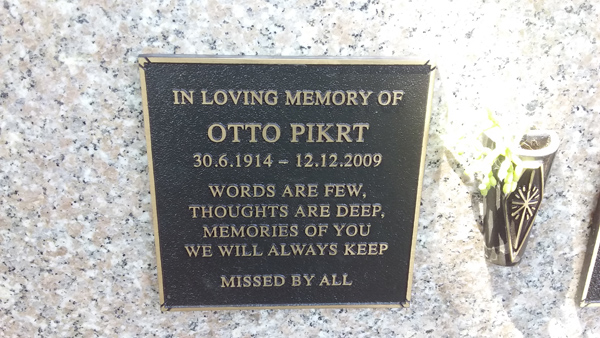 IN LOVING MEMORY OF
OTTO PIKRT
30.6.1914 – 12.12.2009
WORDS ARE FEW,
THOUGHTS ARE DEEP,
MEMORIES OF YOU
WE WILL ALWAYS KEEP
MISSED BY ALL